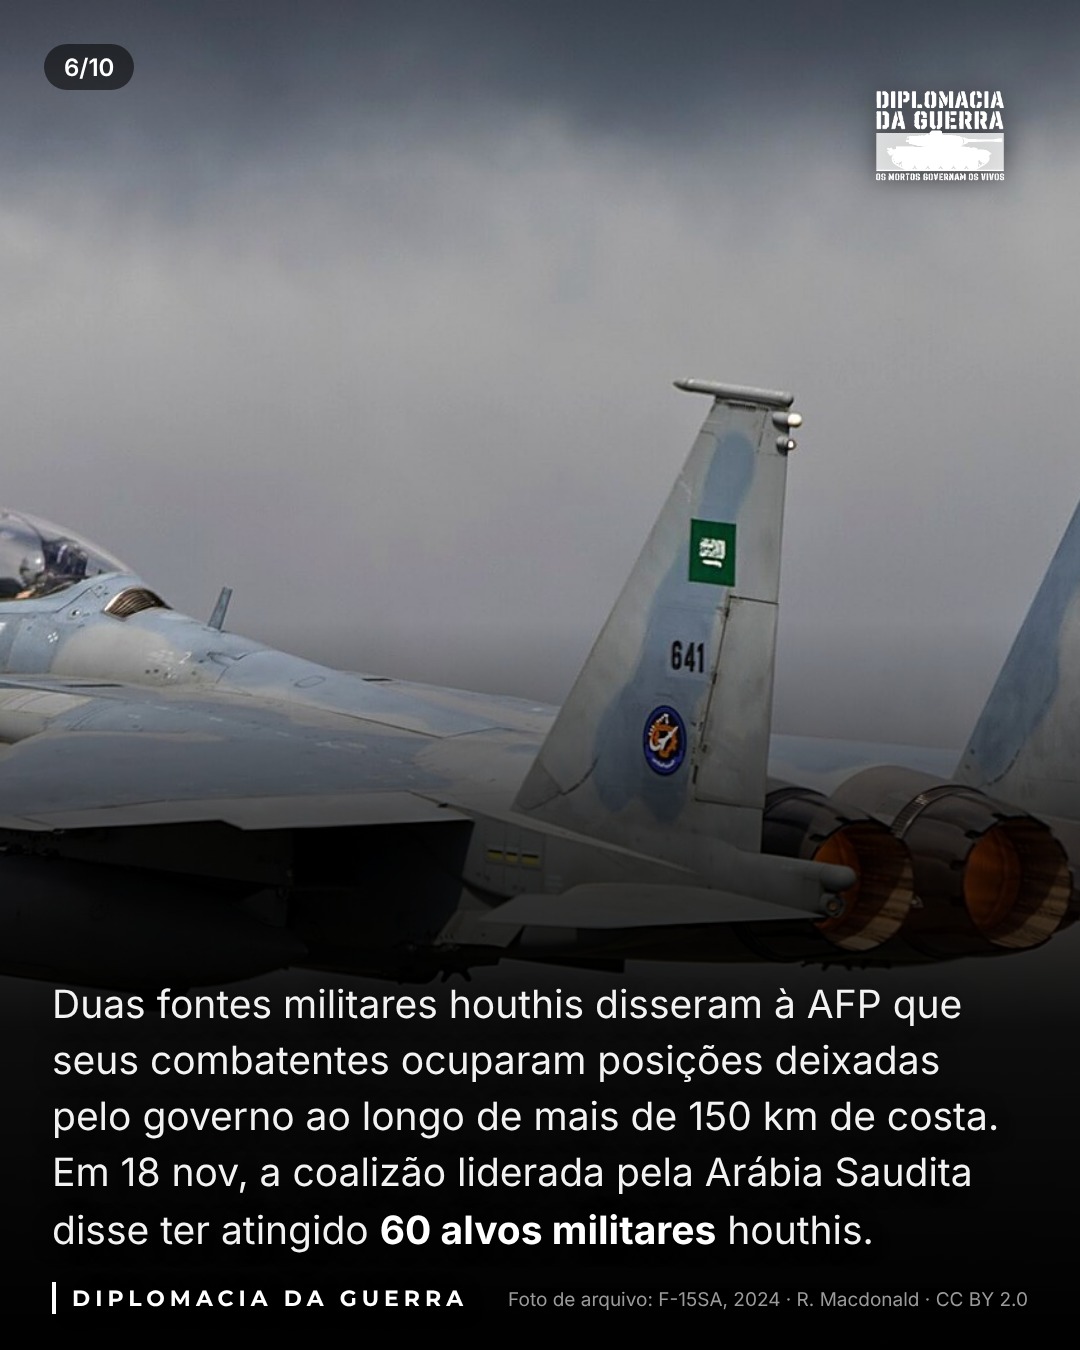 6/10
DIPLOMACIA
DA GUERRA
OS MORTOS GOVERNAM OS VIVOS
641
Duas fontes militares houthis disseram à AFP que
seus combatentes ocuparam posições deixadas
pelo governo ao longo de mais de 150 km de costa.
Em 18 nov, a coalizão liderada pela Arábia Saudita
disse ter atingido 60 alvos militares houthis.
DIPLOMACIA DA GUERRA
Foto de arquivo: F-15SA, 2024 · R. Macdonald · CC BY 2.0